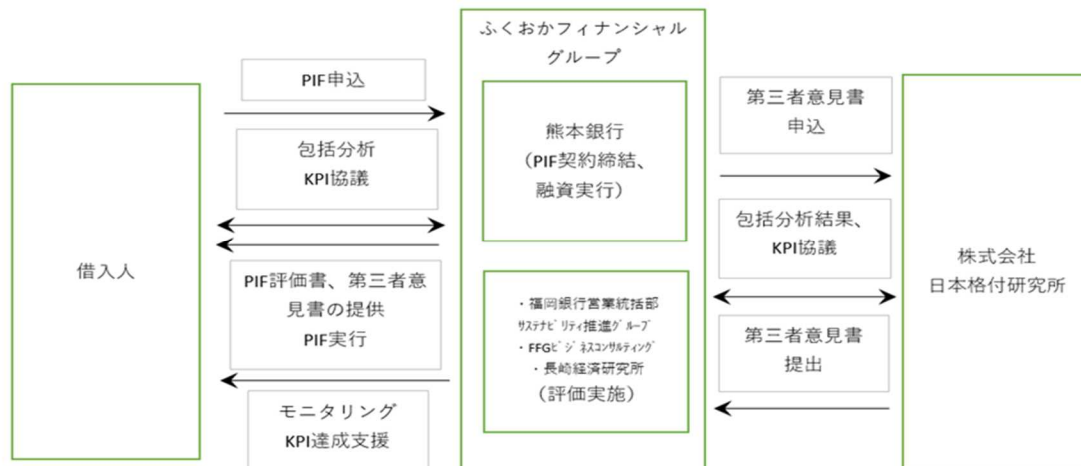 借入人
PIF申込
包括分析
KPI協議
PIF評価書、第三者意
見書の提供
PIF実行
モニタリング
KPI達成支援
ふくおかフィナンシャル
グループ
熊本銀行
(PIF契約締結、
融資実行)
・福岡銀行営業統括部
ｻｽﾃﾅﾋﾞﾘﾃｨ推進ｸﾞﾙｰﾌﾟ
・FFGﾋﾞｼﾞﾈｽｺﾝｻﾙﾃｨﾝｸﾞ
・長崎経済研究所
(評価実施)
第三者意見書
申込
包括分析結果、
KPI協議
第三者意見書
提出
株式会社
日本格付研究所